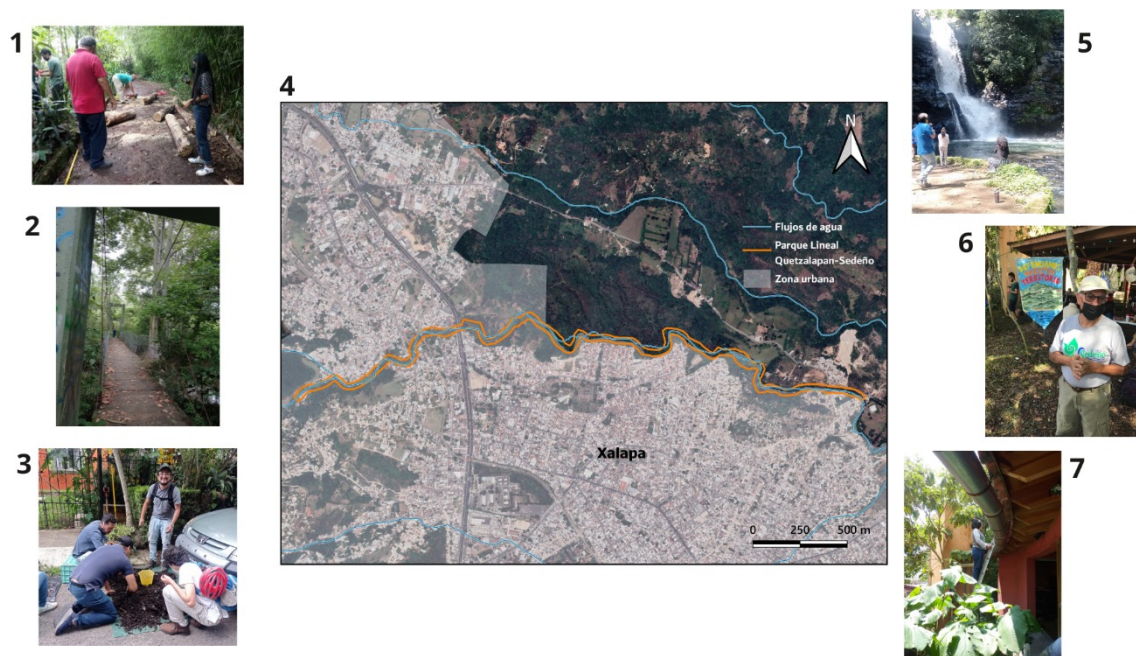 1
2
3
4
N
Flujos de agua
Parque Lineal
Quetzalapan-Sedeño
Zona urbana
Xalapa
0 250 500 m
5
6
TERRITORIO
7